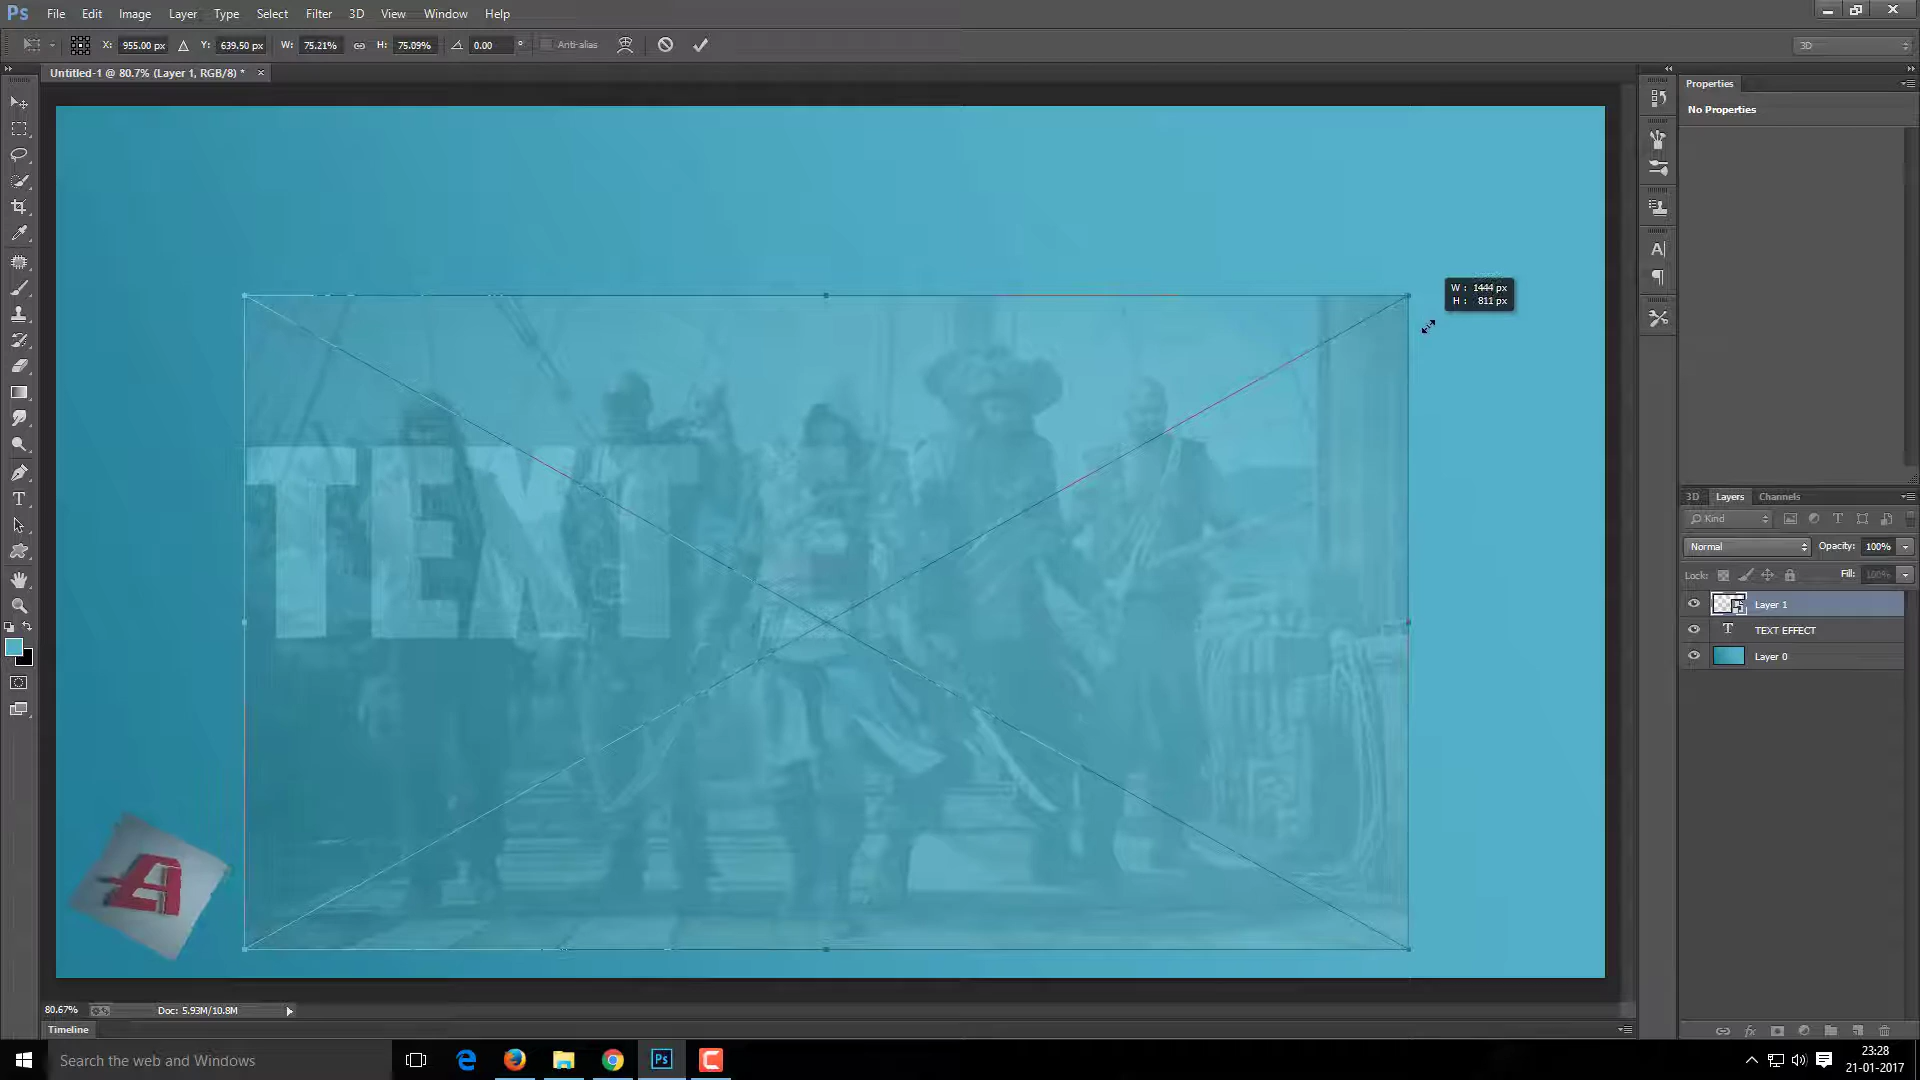 Ps File Edit Image Layer Type Select Filter 3D View Window Help
X: 955.00 px Y: 639.50 px W: 75.21% H: 75.09% 0.00 ° Anti-alias 3D
Untitled-1 @ 80.7% (Layer 1, RGB/8) * ×
Properties
No Properties
W : 1444 px
H : 811 px
TEXT
A
3D Layers Channels
Kind
Normal Opacity: 100%
Lock: Fill: 100%
Layer 1
TEXT EFFECT
Layer 0
80.67% Doc: 5.93M/10.8M
Timeline
Search the web and Windows
Ps
23:28
21-01-2017